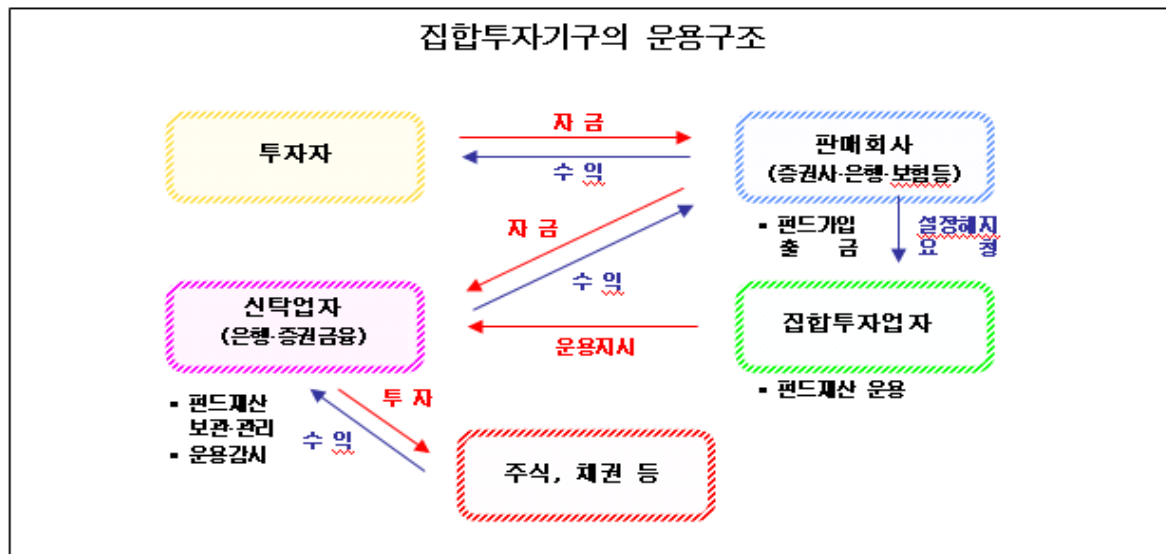 집합투자기구의 운용구조
투자자
자 금
수 익
판매회사
(증권사·은행·보험등)
자 금
수 익
▪ 펀드가입
출 금
설정해지
요 청
신탁업자
(은행·증권금융)
운용지시
집합투자업자
▪ 펀드재산
보관·관리
▪ 운용감시
투 자
수 익
▪ 펀드재산 운용
주식, 채권 등